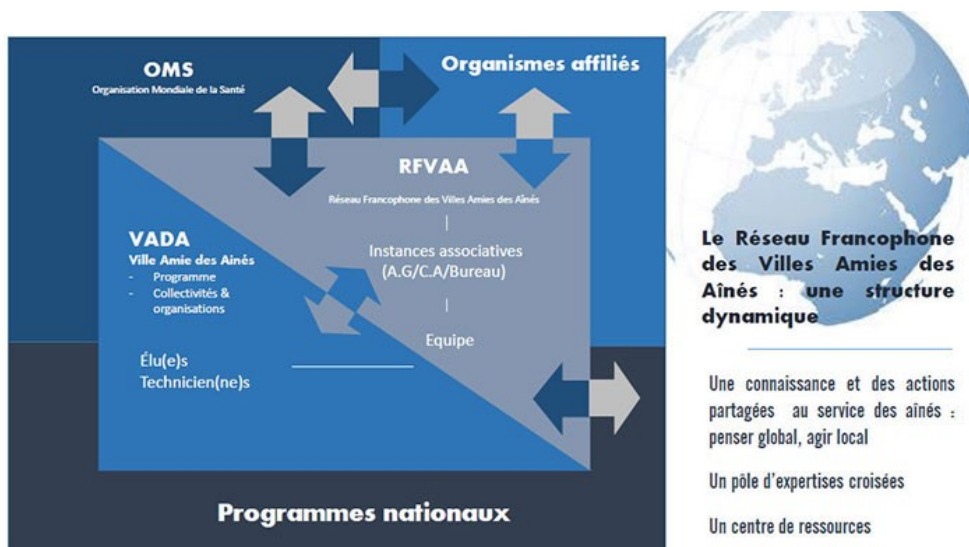 OMS
Organisation Mondiale de la Santé
Organismes affiliés
RFVAA
Réseau Francophone des Villes Amies des Aînés
Instances associatives
(A.G/C.A/Bureau)
Equipe
VADA
Ville Amie des Ainés
- Programme
- Collectivités &
organisations
Élu(e)s
Technicien(ne)s
Programmes nationaux
Le Réseau Francophone
des Villes Amies des
Aînés : une structure
dynamique
Une connaissance et des actions
partagées au service des aînés :
penser global, agir local
Un pôle d'expertises croisées
Un centre de ressources